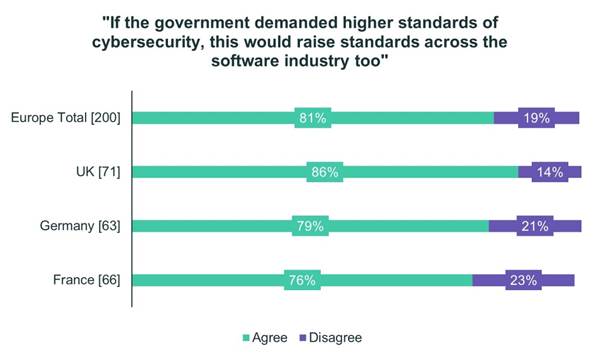 "If the government demanded higher standards of
cybersecurity, this would raise standards across the
software industry too"
Europe Total [200] 81% 19%
UK [71] 86% 14%
Germany [63] 79% 21%
France [66] 76% 23%
Agree Disagree